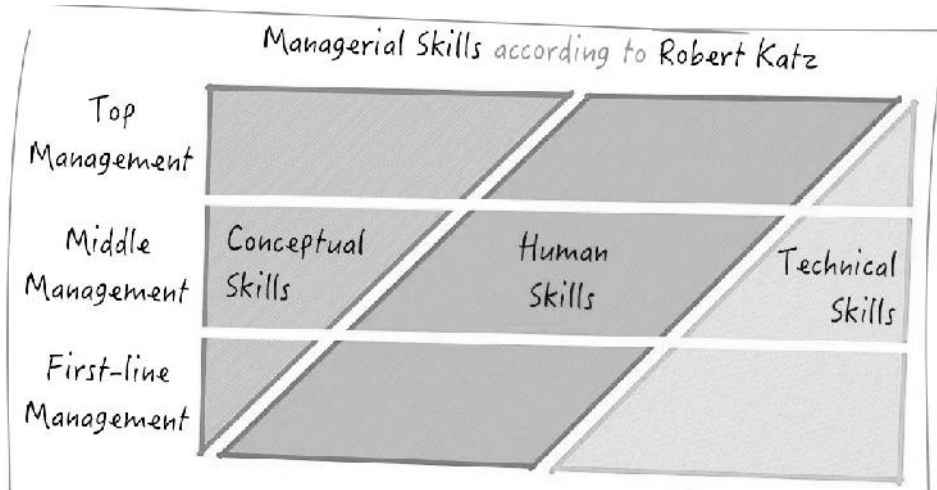 Managerial Skills according to Robert Katz
Top
Management
Middle
Management
Conceptual
Skills
Human
Skills
Technical
Skills
First-line
Management